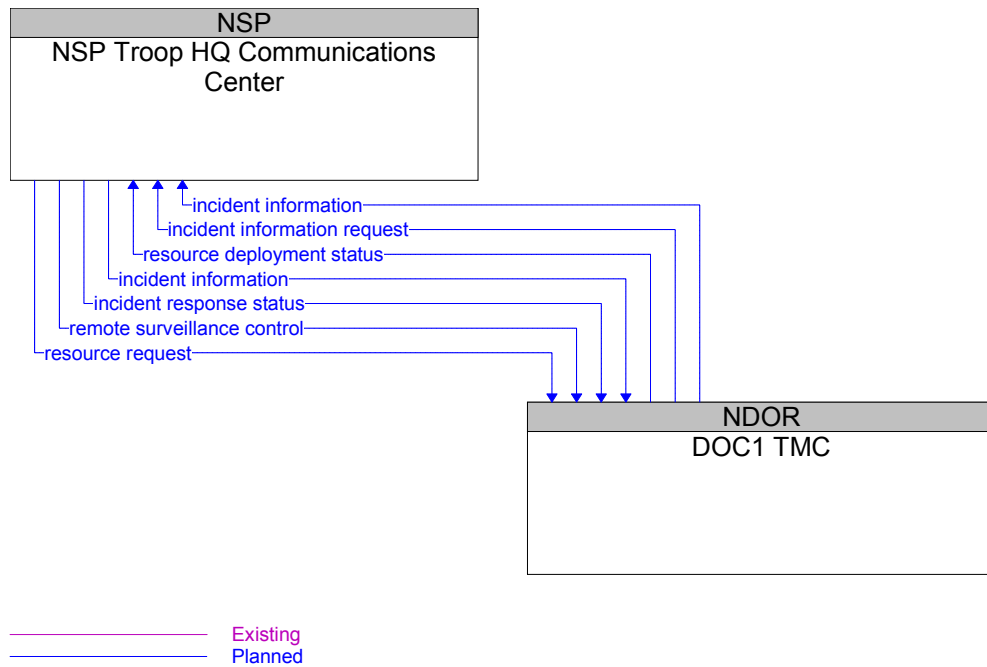 NSP
NSP Troop HQ Communications
Center
incident information
incident information request
resource deployment status
incident information
incident response status
remote surveillance control
resource request
NDOR
DOC1 TMC
Existing
Planned